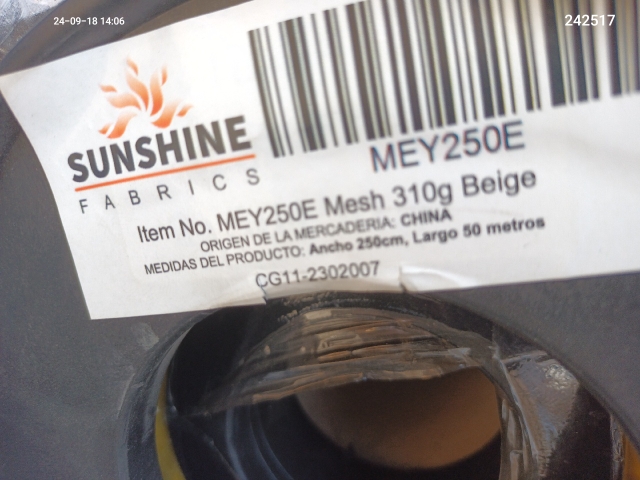 24-09-18 14:06
242517
SUNSHINE
FABRICS
MEY250E
Item No. MEY250E Mesh 310g Beige
ORIGEN DE LA MERCADERIA: CHINA
MEDIDAS DEL PRODUCTO: Ancho 250cm, Largo 50 metros
CG11-2302007